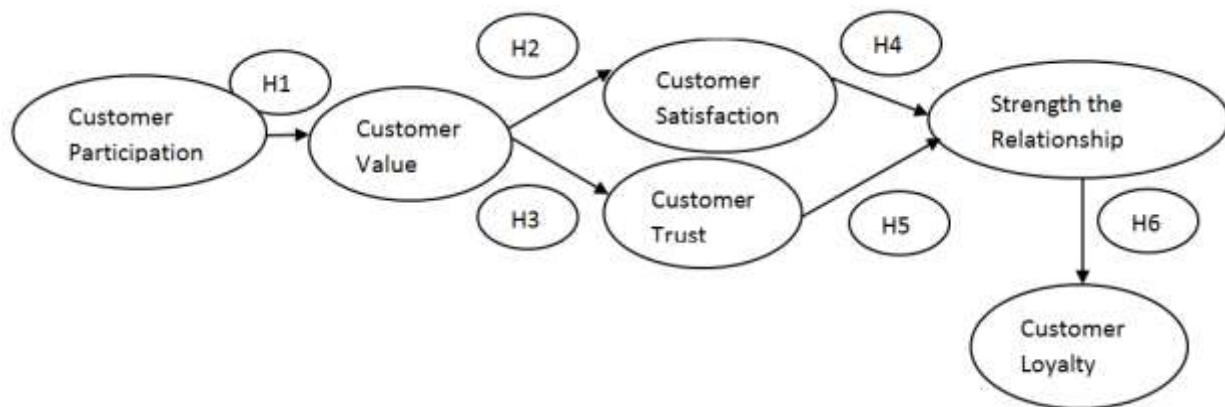 H1
H2
H4
Customer
Participation
Customer
Value
Customer
Satisfaction
Strength the
Relationship
H3
Customer
Trust
H5
H6
Customer
Loyalty